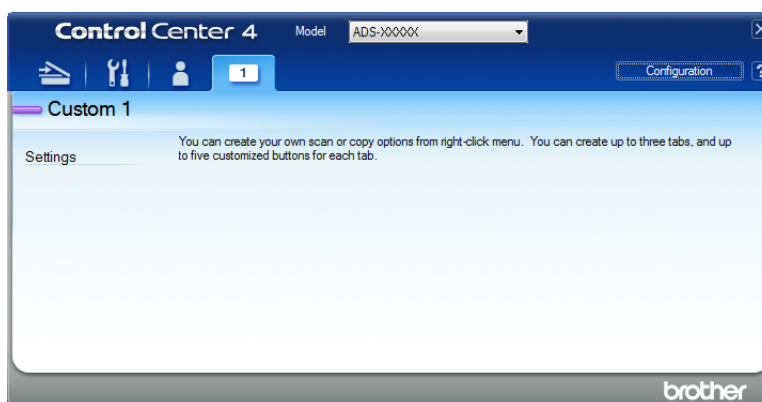 Control Center 4 Model ADS-XXXXX
1 Configuration ?
Custom 1
You can create your own scan or copy options from right-click menu. You can create up to three tabs, and up
Settings to five customized buttons for each tab.
brother